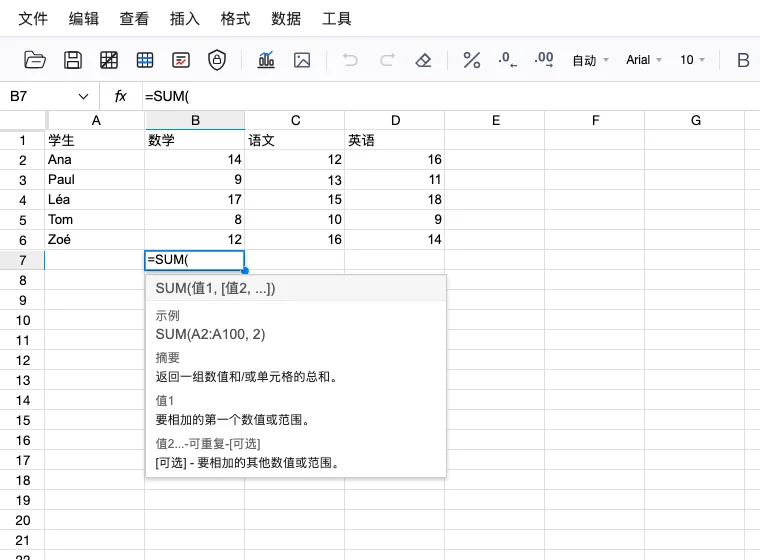 文件 编辑 查看 插入 格式 数据 工具
% .0 .00 自动 Arial 10 B
B7 fx =SUM(
A B C D E F G
1 学生 数学 语文 英语
2 Ana 14 12 16
3 Paul 9 13 11
4 Léa 17 15 18
5 Tom 8 10 9
6 Zoé 12 16 14
7 =SUM(
8 SUM(值1, [值2, ...])
9
示例
10 SUM(A2:A100, 2)
11 摘要
12
13 返回一组数值和/或单元格的总和。
14 值1
15 要相加的第一个数值或范围。
16 值2...-可重复-[可选]
17 [可选] - 要相加的其他数值或范围。
18
19
20
21
22